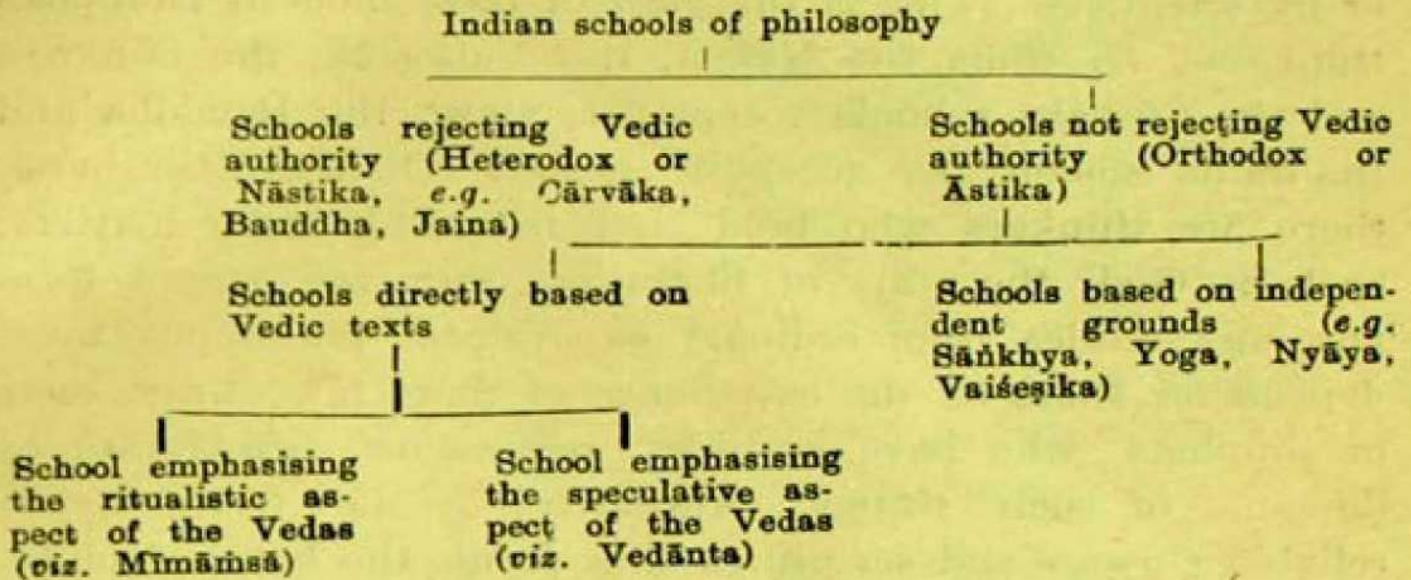 Indian schools of philosophy
Schools rejecting Vedic
authority (Heterodox or
Nāstika, e.g. Cārvāka,
Bauddha, Jaina)
Schools not rejecting Vedic
authority (Orthodox or
Āstika)
Schools directly based on
Vedic texts
Schools based on indepen-
dent grounds (e.g.
Sāṅkhya, Yoga, Nyāya,
Vaiśeṣika)
School emphasising
the ritualistic as-
pect of the Vedas
(viz. Mīmāṁsā)
School emphasising
the speculative as-
pect of the Vedas
(viz. Vedānta)